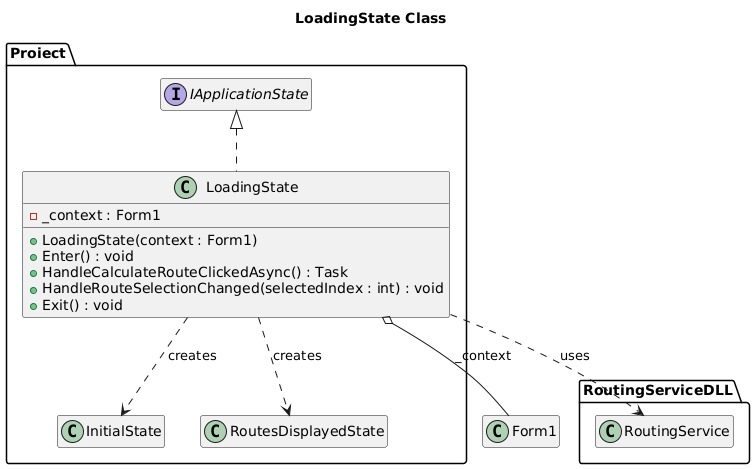 LoadingState Class
Proiect
I IApplicationState
C LoadingState
_context : Form1
LoadingState(context : Form1)
Enter() : void
HandleCalculateRouteClickedAsync() : Task
HandleRouteSelectionChanged(selectedIndex : int) : void
Exit() : void
creates
creates
_context
uses
RoutingServiceDLL
C InitialState
C RoutesDisplayedState
C Form1
C RoutingService